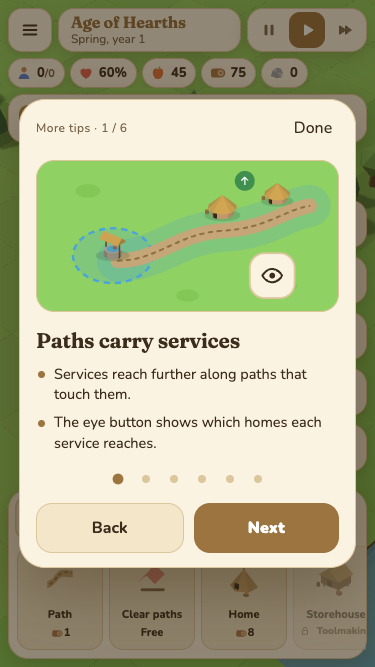 Age of Hearths
Spring, year 1
0/0
60%
45
75
0
More tips · 1 / 6
Done
Paths carry services
Services reach further along paths that
touch them.
The eye button shows which homes each
service reaches.
Back
Next
Path
1
Clear paths
Free
Home
8
Storehouse